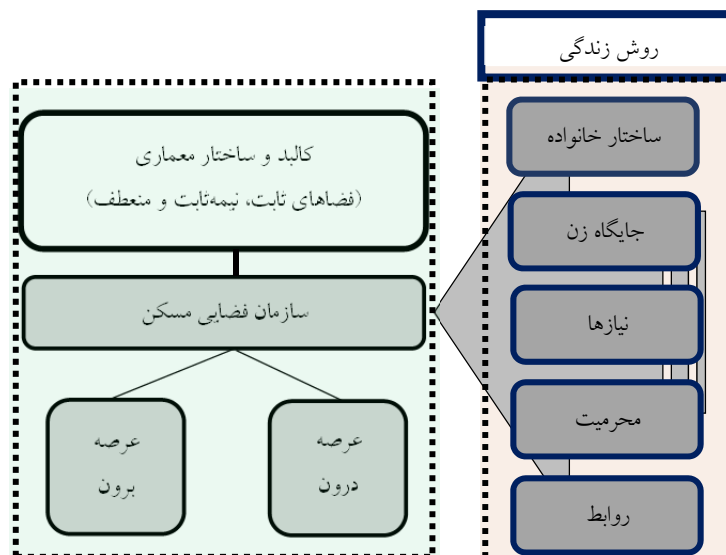 روش زندگی
ساختار خانواده
جایگاه زن
نیازها
محرمیت
روابط
کالبد و ساختار معماری
(فضاهای ثابت، نیمه‌ثابت و منعطف)
سازمان فضایی مسکن
عرصه
درون
عرصه
برون